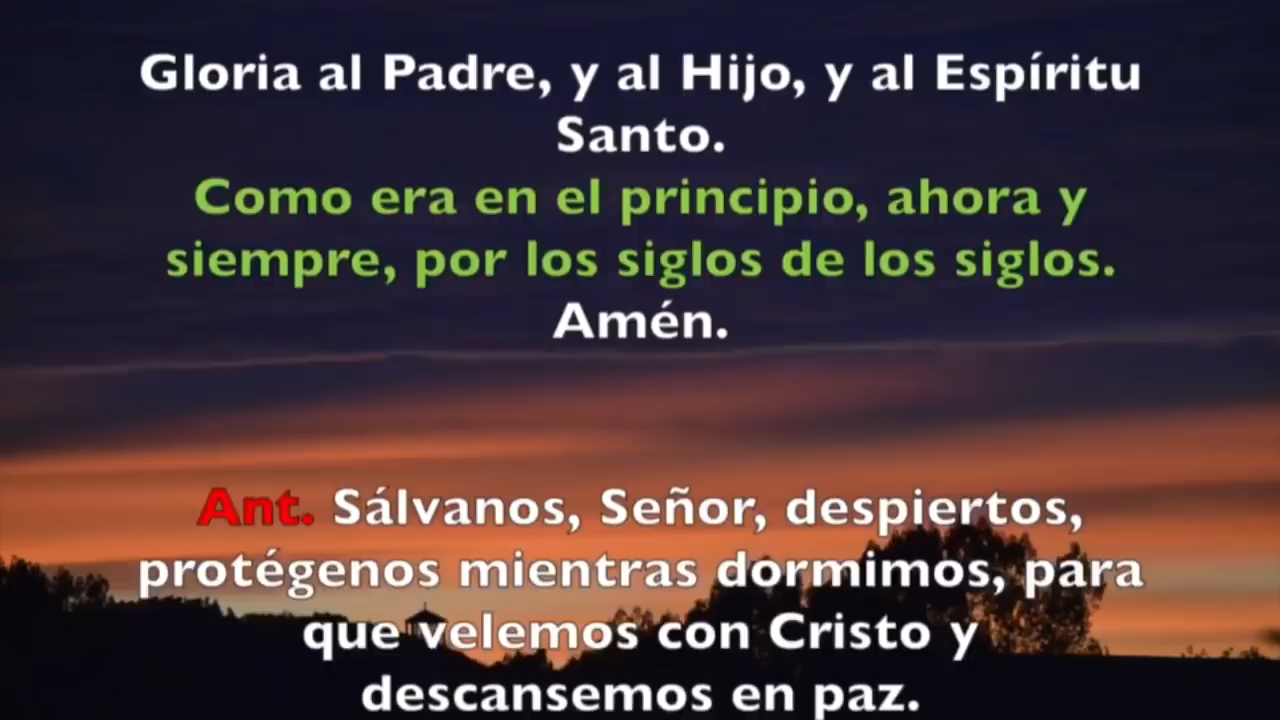 Gloria al Padre, y al Hijo, y al Espíritu
Santo.
Como era en el principio, ahora y
siempre, por los siglos de los siglos.
Amén.
Ant. Sálvanos, Señor, despiertos,
protégenos mientras dormimos, para
que velemos con Cristo y
descansemos en paz.